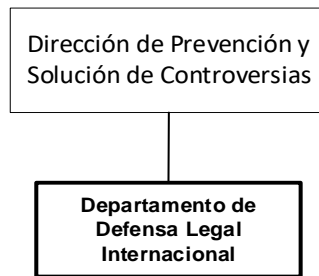 Dirección de Prevención y
Solución de Controversias
Departamento de
Defensa Legal
Internacional